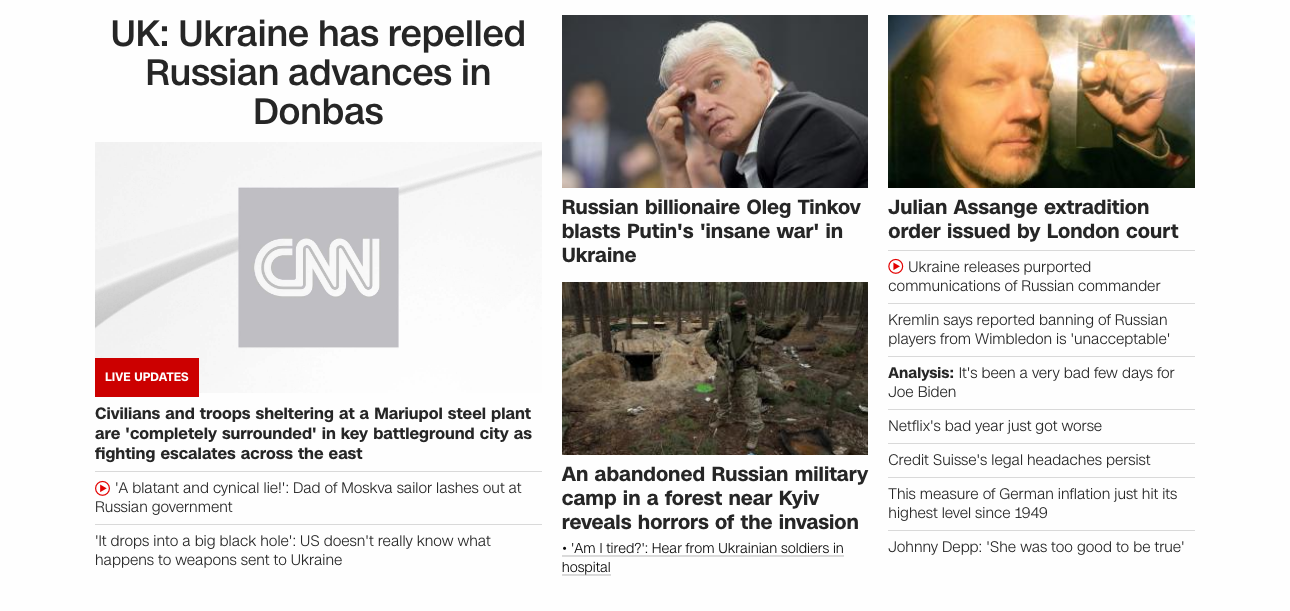 UK: Ukraine has repelled
Russian advances in
Donbas
CNN
LIVE UPDATES
Civilians and troops sheltering at a Mariupol steel plant
are 'completely surrounded' in key battleground city as
fighting escalates across the east
'A blatant and cynical lie!': Dad of Moskva sailor lashes out at
Russian government
'It drops into a big black hole': US doesn't really know what
happens to weapons sent to Ukraine
Russian billionaire Oleg Tinkov
blasts Putin's 'insane war' in
Ukraine
An abandoned Russian military
camp in a forest near Kyiv
reveals horrors of the invasion
• 'Am I tired?': Hear from Ukrainian soldiers in
hospital
Julian Assange extradition
order issued by London court
Ukraine releases purported
communications of Russian commander
Kremlin says reported banning of Russian
players from Wimbledon is 'unacceptable'
Analysis: It's been a very bad few days for
Joe Biden
Netflix's bad year just got worse
Credit Suisse's legal headaches persist
This measure of German inflation just hit its
highest level since 1949
Johnny Depp: 'She was too good to be true'